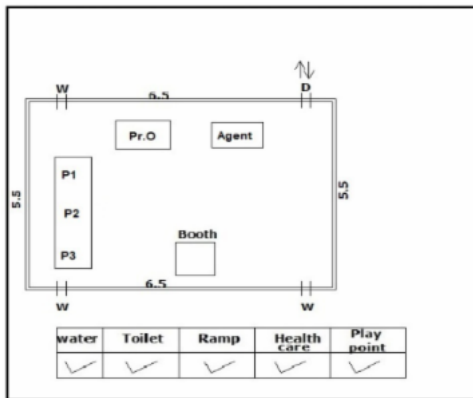 W D
6.5
Pr.O Agent
P1
5.5 5.5
P2
Booth
P3
6.5
W W
water Toilet Ramp Health care Play point